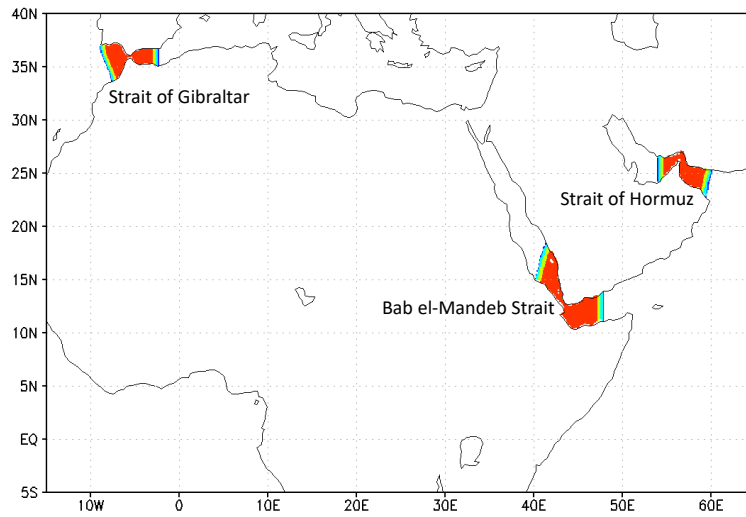 40N
35N
Strait of Gibraltar
30N
25N
Strait of Hormuz
20N
15N
Bab el-Mandeb Strait
10N
5N
EQ
5S
10W 0 10E 20E 30E 40E 50E 60E